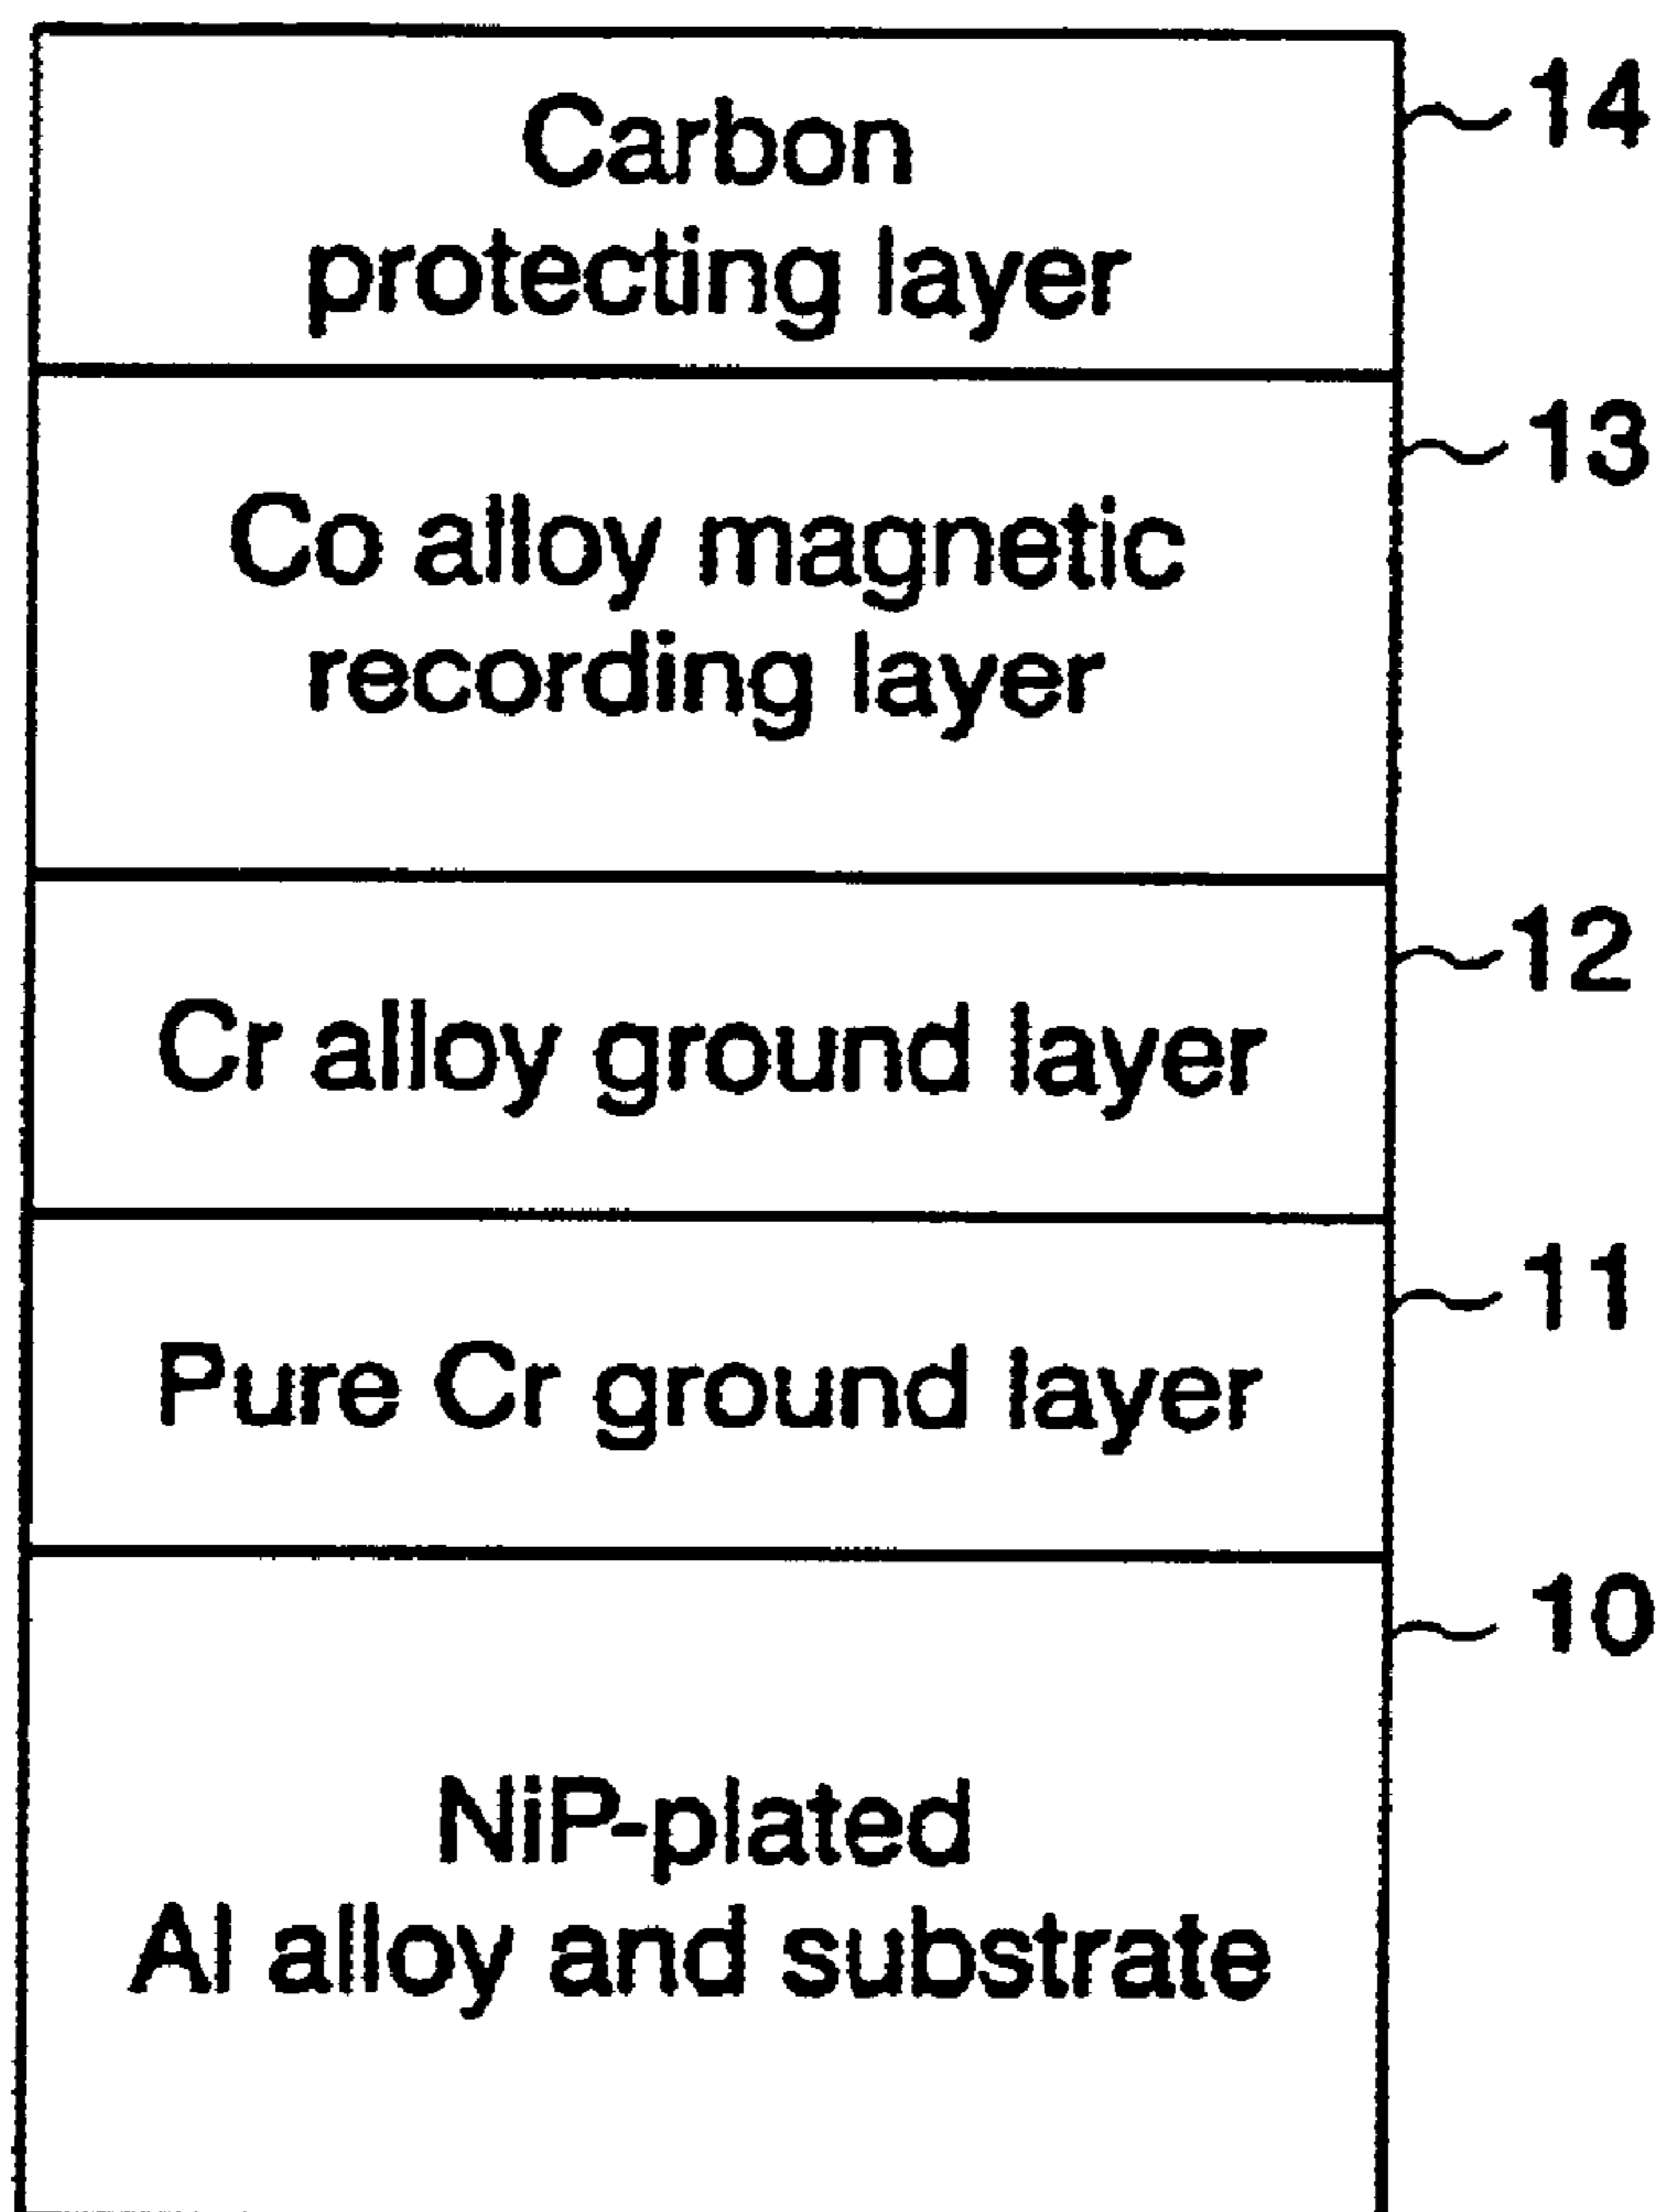 Carbon
protecting layer
14
Co alloy magnetic
recording layer
13
Cr alloy ground layer
12
Pure Cr ground layer
11
NiP-plated
Al alloy and substrate
10